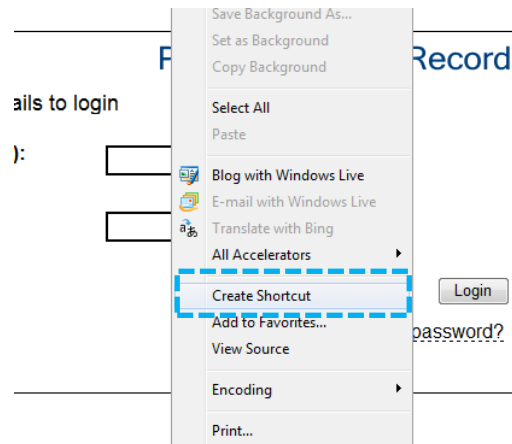 Save Background As...
Set as Background
Copy Background
Record
ails to login
Select All
Paste
):
Blog with Windows Live
E-mail with Windows Live
Translate with Bing
All Accelerators
Create Shortcut
Login
Add to Favorites...
password?
View Source
Encoding
Print...